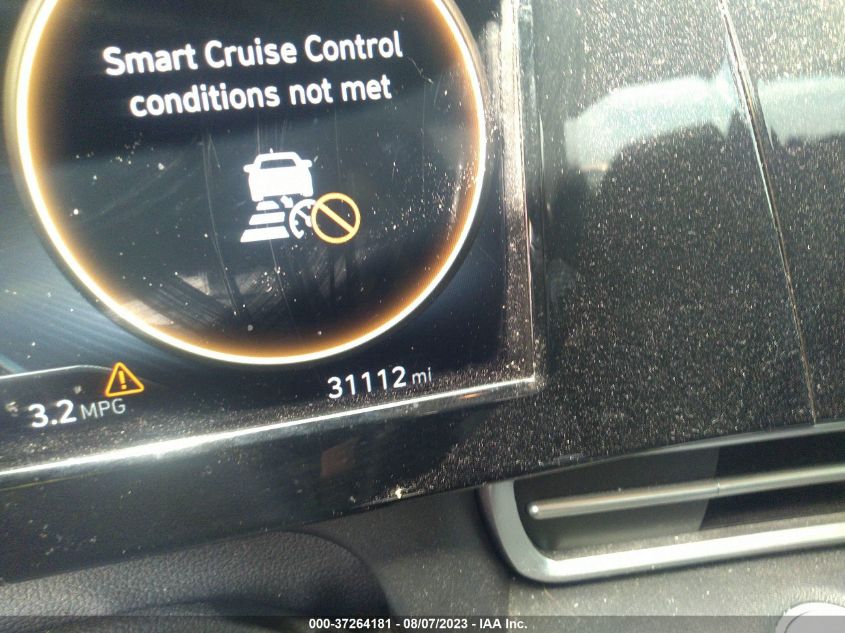 Smart Cruise Control
conditions not met
3.2 MPG
31112 mi
000-37264181 - 08/07/2023 - IAA Inc.